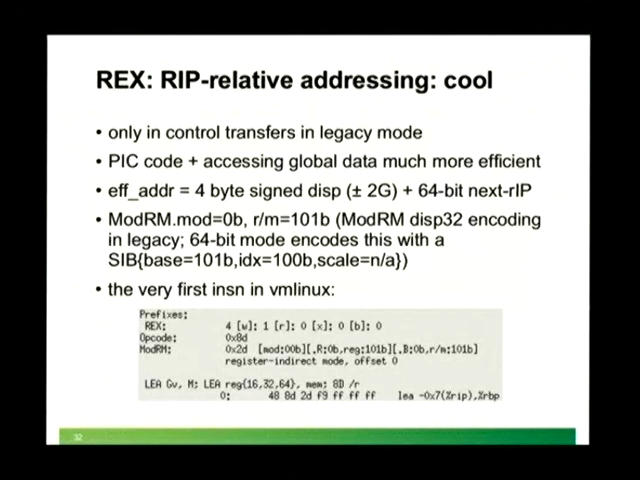 REX: RIP-relative addressing: cool
• only in control transfers in legacy mode
• PIC code + accessing global data much more efficient
• eff_addr = 4 byte signed disp (± 2G) + 64-bit next-rIP
• ModRM.mod=0b, r/m=101b (ModRM disp32 encoding
in legacy; 64-bit mode encodes this with a
SIB{base=101b,idx=100b,scale=n/a})
• the very first insn in vmlinux:
Prefixes:
REX: 4 [w]: 1 [r]: 0 [x]: 0 [b]: 0
Opcode: 0x8d
ModRM: 0x2d [mod:00b][.R:0b,reg:101b][.B:0b,r/m:101b]
register-indirect mode, offset 0
LEA Gv, M; LEA reg{16,32,64}, mem; 8D /r
0: 48 8d 2d f9 ff ff ff lea -0x7(%rip),%rbp
32